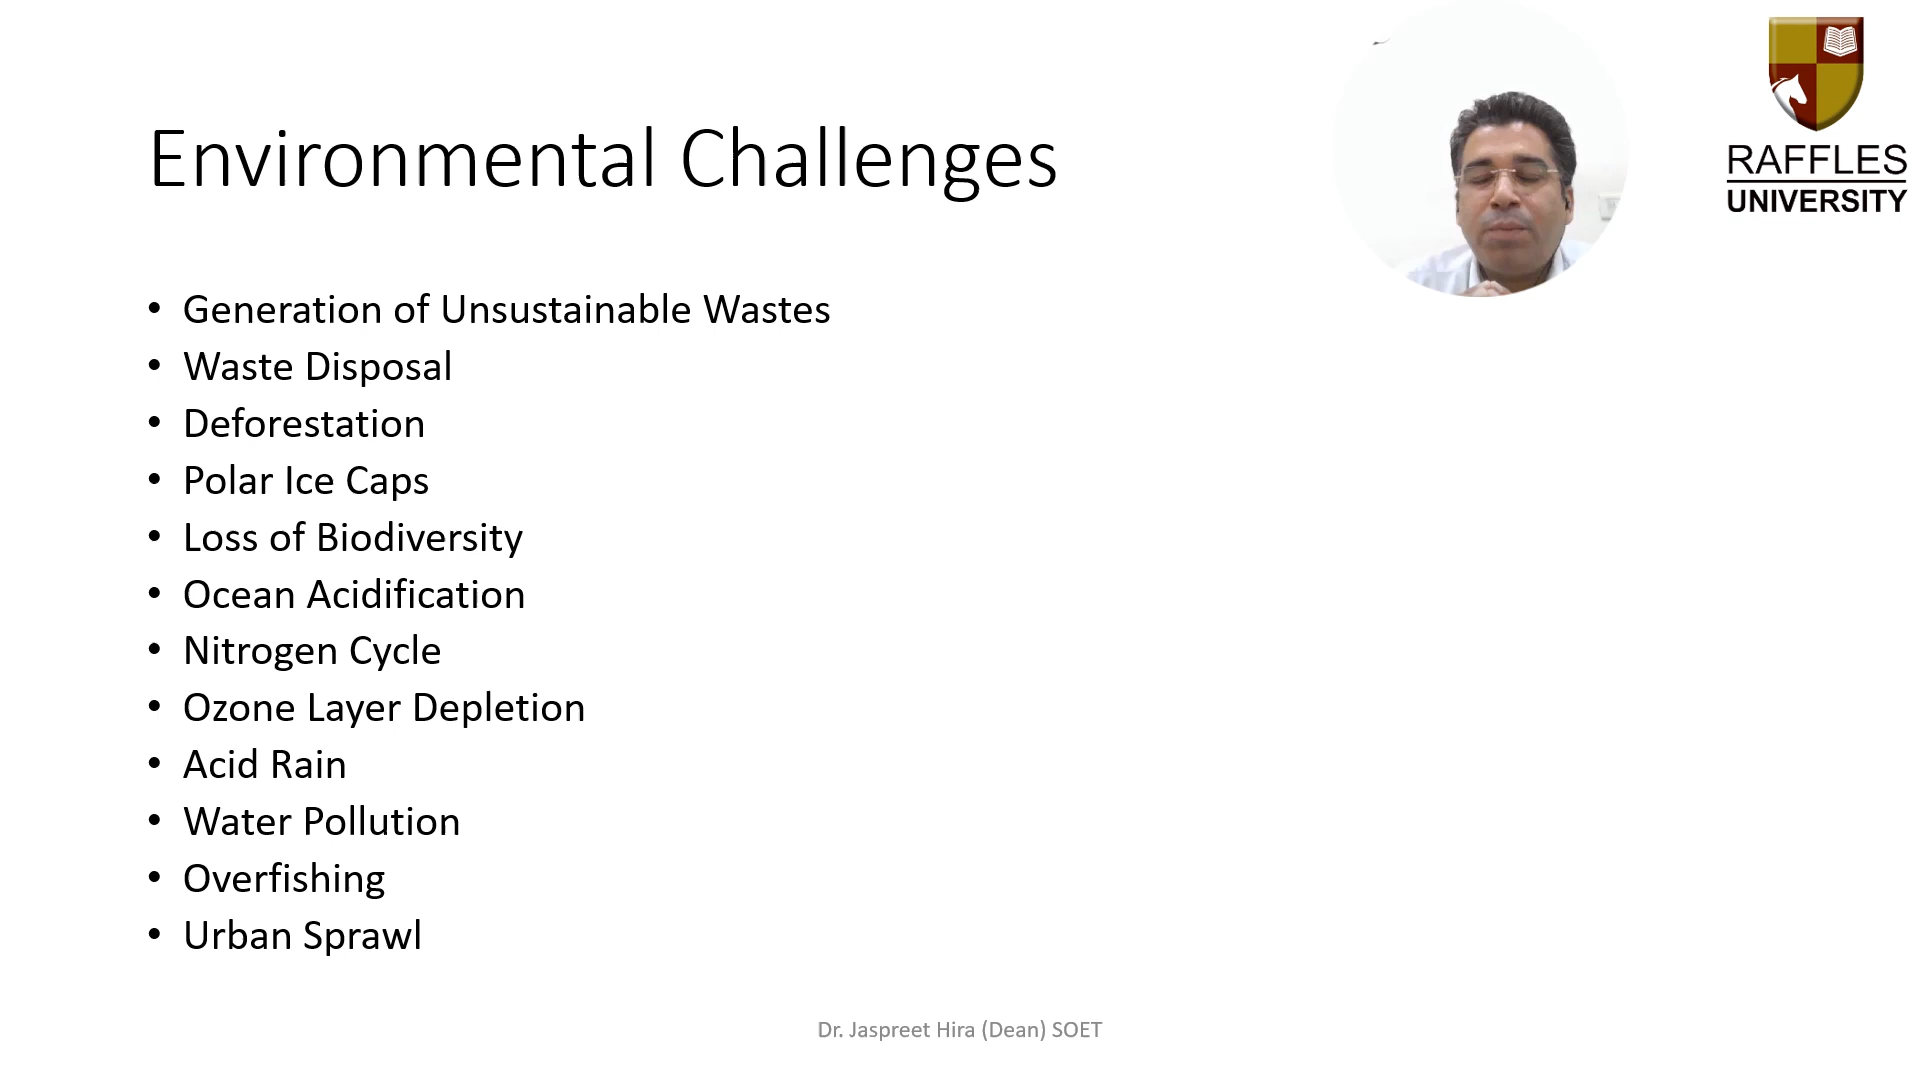 Environmental Challenges
RAFFLES
UNIVERSITY
• Generation of Unsustainable Wastes
• Waste Disposal
• Deforestation
• Polar Ice Caps
• Loss of Biodiversity
• Ocean Acidification
• Nitrogen Cycle
• Ozone Layer Depletion
• Acid Rain
• Water Pollution
• Overfishing
• Urban Sprawl
Dr. Jaspreet Hira (Dean) SOET